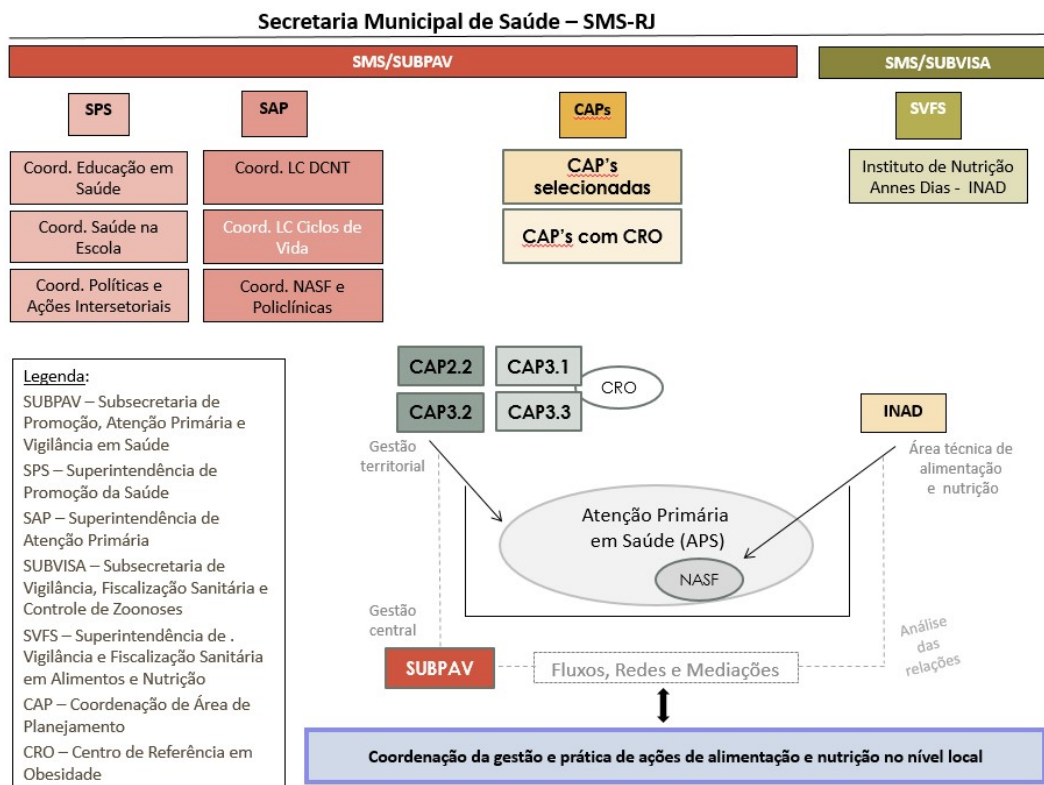 Secretaria Municipal de Saúde – SMS-RJ
SMS/SUBPAV
SMS/SUBVISA
SPS
SAP
CAPs
SVFS
Coord. Educação em
Saúde
Coord. Saúde na
Escola
Coord. Políticas e
Ações Intersetoriais
Coord. LC DCNT
Coord. LC Ciclos de
Vida
Coord. NASF e
Policlínicas
CAP's
selecionadas
CAP's com CRO
Instituto de Nutrição
Annes Dias - INAD
Legenda:
SUBPAV – Subsecretaria de
Promoção, Atenção Primária e
Vigilância em Saúde
SPS – Superintendência de
Promoção da Saúde
SAP – Superintendência de
Atenção Primária
SUBVISA – Subsecretaria de
Vigilância, Fiscalização Sanitária e
Controle de Zoonoses
SVFS – Superintendência de .
Vigilância e Fiscalização Sanitária
em Alimentos e Nutrição
CAP – Coordenação de Área de
Planejamento
CRO – Centro de Referência em
Obesidade
CAP2.2
CAP3.1
CAP3.2
CAP3.3
CRO
INAD
Gestão
territorial
Área técnica de
alimentação
e nutrição
Atenção Primária
em Saúde (APS)
NASF
Gestão
central
SUBPAV
Fluxos, Redes e Mediações
Análise
das
relações
Coordenação da gestão e prática de ações de alimentação e nutrição no nível local